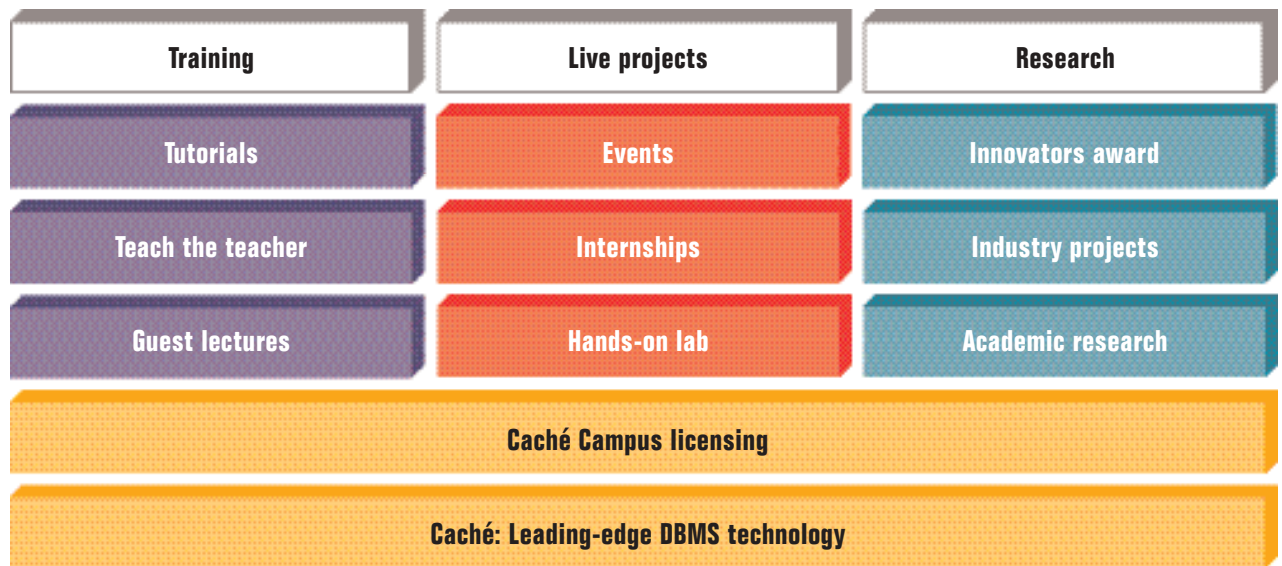 Training
Live projects
Research
Tutorials
Events
Innovators award
Teach the teacher
Internships
Industry projects
Guest lectures
Hands-on lab
Academic research
Caché Campus licensing
Caché: Leading-edge DBMS technology